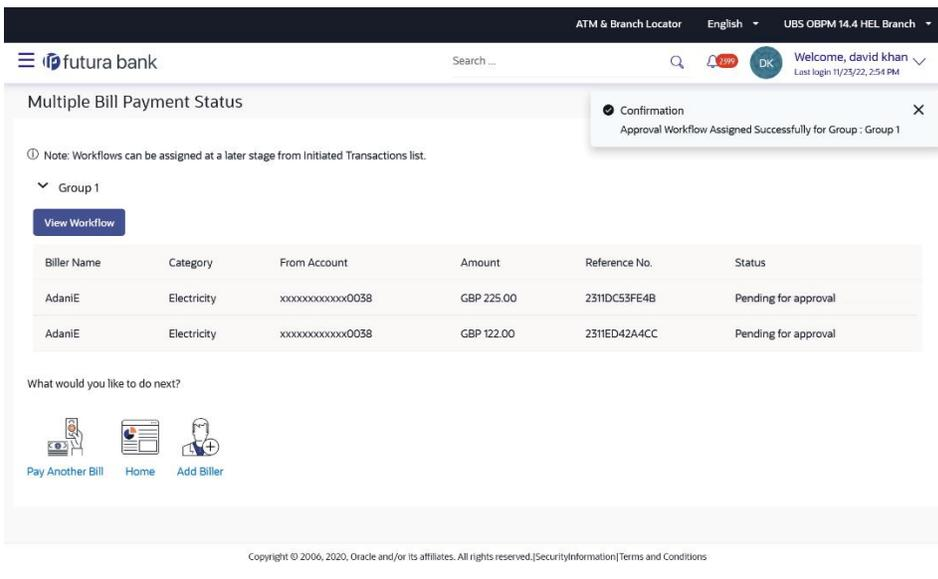 ATM & Branch Locator English UBS OBPM 14.4 HEL Branch
futura bank Search ... 2599 DK Welcome, david khan
Last login 11/23/22, 2:54 PM
Multiple Bill Payment Status
Confirmation
Approval Workflow Assigned Successfully for Group : Group 1
Note: Workflows can be assigned at a later stage from Initiated Transactions list.
Group 1
View Workflow
Biller Name Category From Account Amount Reference No. Status
AdaniE Electricity xxxxxxxxxxxx0038 GBP 225.00 2311DC53FE4B Pending for approval
AdaniE Electricity xxxxxxxxxxxx0038 GBP 122.00 2311ED42A4CC Pending for approval
What would you like to do next?
Pay Another Bill Home Add Biller
Copyright © 2006, 2020, Oracle and/or its affiliates. All rights reserved.|SecurityInformation|Terms and Conditions